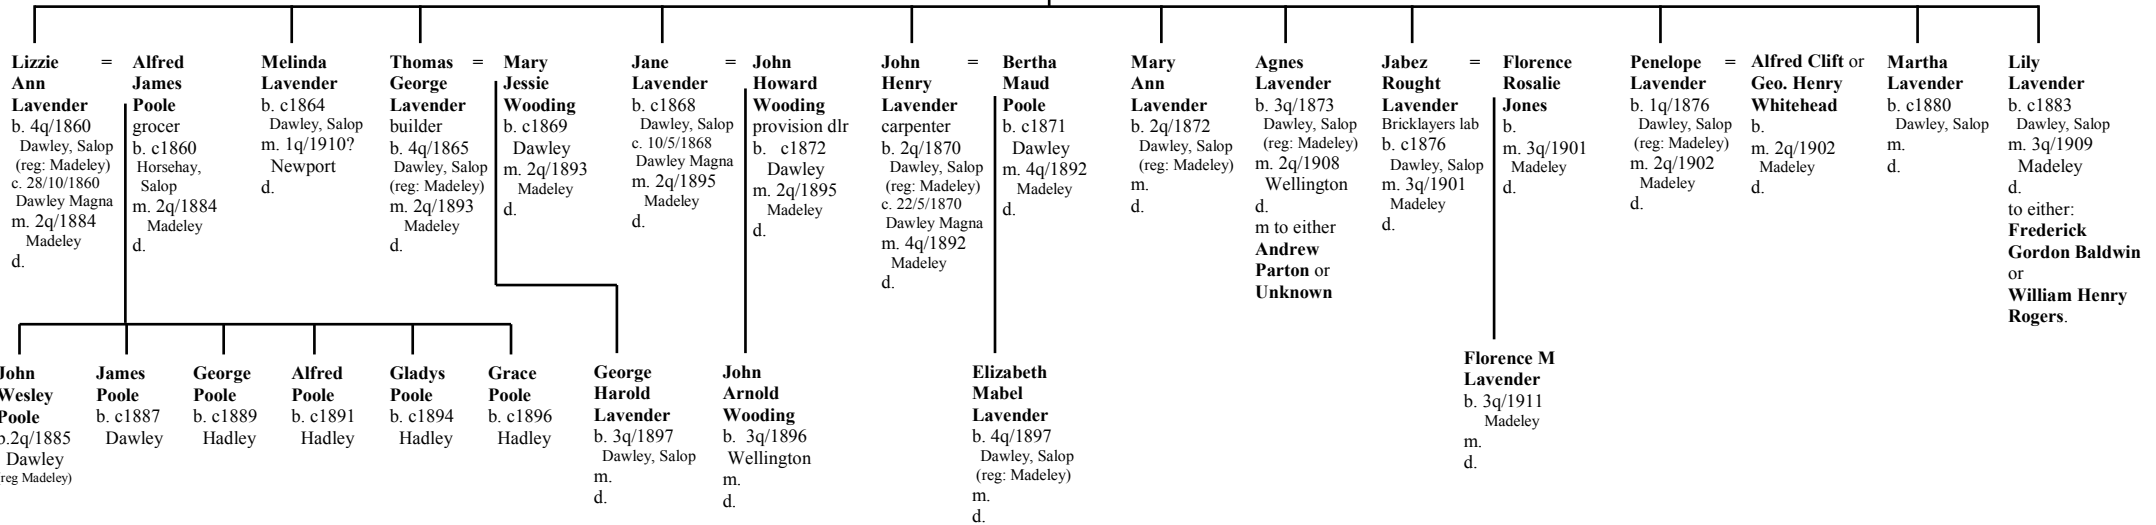 Lizzie =
Ann
Lavender
b. 4q/1860
Dawley, Salop
(reg: Madeley)
c. 28/10/1860
Dawley Magna
m. 2q/1884
Madeley
d.
Alfred
James
Poole
grocer
b. c1860
Horsehay,
Salop
m. 2q/1884
Madeley
d.
Melinda
Lavender
b. c1864
Dawley, Salop
m. 1q/1910?
Newport
d.
Thomas =
George
Lavender
builder
b. 4q/1865
Dawley, Salop
(reg: Madeley)
m. 2q/1893
Madeley
d.
Mary
Jessie
Wooding
b. c1869
Dawley
m. 2q/1893
Madeley
d.
Jane =
Lavender
b. c1868
Dawley, Salop
c. 10/5/1868
Dawley Magna
m. 2q/1895
Madeley
d.
John
Howard
Wooding
provision dlr
b. c1872
Dawley
m. 2q/1895
Madeley
d.
John =
Henry
Lavender
carpenter
b. 2q/1870
Dawley, Salop
(reg: Madeley)
c. 22/5/1870
Dawley Magna
m. 4q/1892
Madeley
d.
Bertha
Maud
Poole
b. c1871
Dawley
m. 4q/1892
Madeley
d.
Mary
Ann
Lavender
b. 2q/1872
Dawley, Salop
(reg: Madeley)
m.
d.
Agnes
Lavender
b. 3q/1873
Dawley, Salop
(reg: Madeley)
m. 2q/1908
Wellington
d.
m to either
Andrew
Parton or
Unknown
Jabez =
Rought
Lavender
Bricklayers lab
b. c1876
Dawley, Salop
m. 3q/1901
Madeley
d.
Florence
Rosalie
Jones
b.
m. 3q/1901
Madeley
d.
Penelope =
Lavender
b. 1q/1876
Dawley, Salop
(reg: Madeley)
m. 2q/1902
Madeley
d.
Alfred Clift or
Geo. Henry
Whitehead
b.
m. 2q/1902
Madeley
d.
Martha
Lavender
b. c1880
Dawley, Salop
m.
d.
Lily
Lavender
b. c1883
Dawley, Salop
m. 3q/1909
Madeley
d.
to either:
Frederick
Gordon Baldwin
or
William Henry
Rogers.
John
Wesley
Poole
b.2q/1885
Dawley
(reg Madeley)
James
Poole
b. c1887
Dawley
George
Poole
b. c1889
Hadley
Alfred
Poole
b. c1891
Hadley
Gladys
Poole
b. c1894
Hadley
Grace
Poole
b. c1896
Hadley
George
Harold
Lavender
b. 3q/1897
Dawley, Salop
m.
d.
John
Arnold
Wooding
b. 3q/1896
Wellington
m.
d.
Elizabeth
Mabel
Lavender
b. 4q/1897
Dawley, Salop
(reg: Madeley)
m.
d.
Florence M
Lavender
b. 3q/1911
Madeley
m.
d.